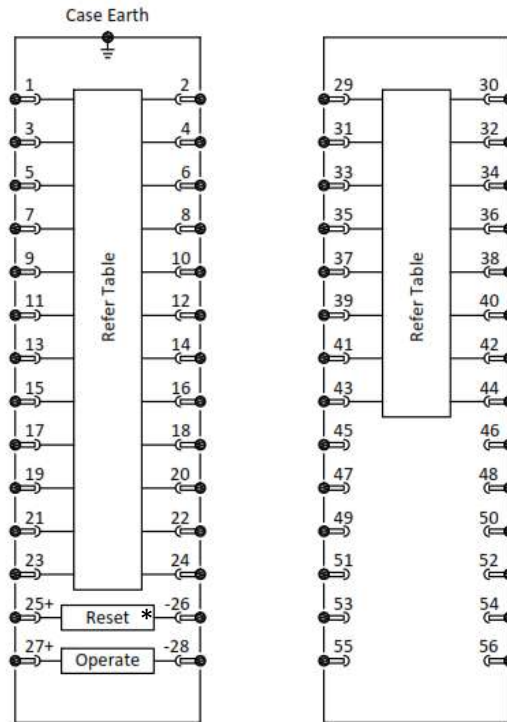 Case Earth
1 2 29 30
3 4 31 32
5 6 33 34
7 8 35 36
9 10 37 38
11 12 39 40
Refer Table Refer Table
13 14 41 42
15 16 43 44
17 18 45 46
19 20 47 48
21 22 49 50
23 24 51 52
25+ Reset * -26 53 54
27+ Operate -28 55 56